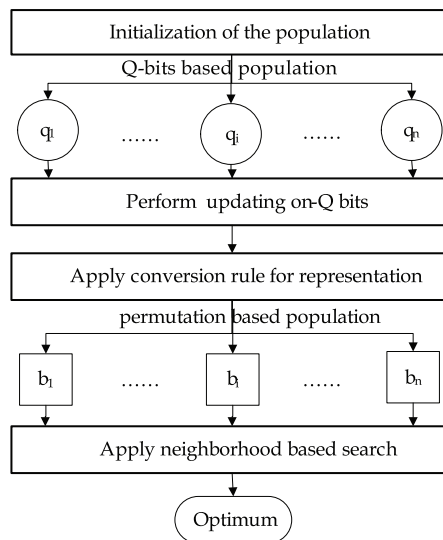 Initialization of the population
Q-bits based population
q1 ...... qi ...... qn
Perform updating on-Q bits
Apply conversion rule for representation
permutation based population
b1 ...... bi ...... bn
Apply neighborhood based search
Optimum